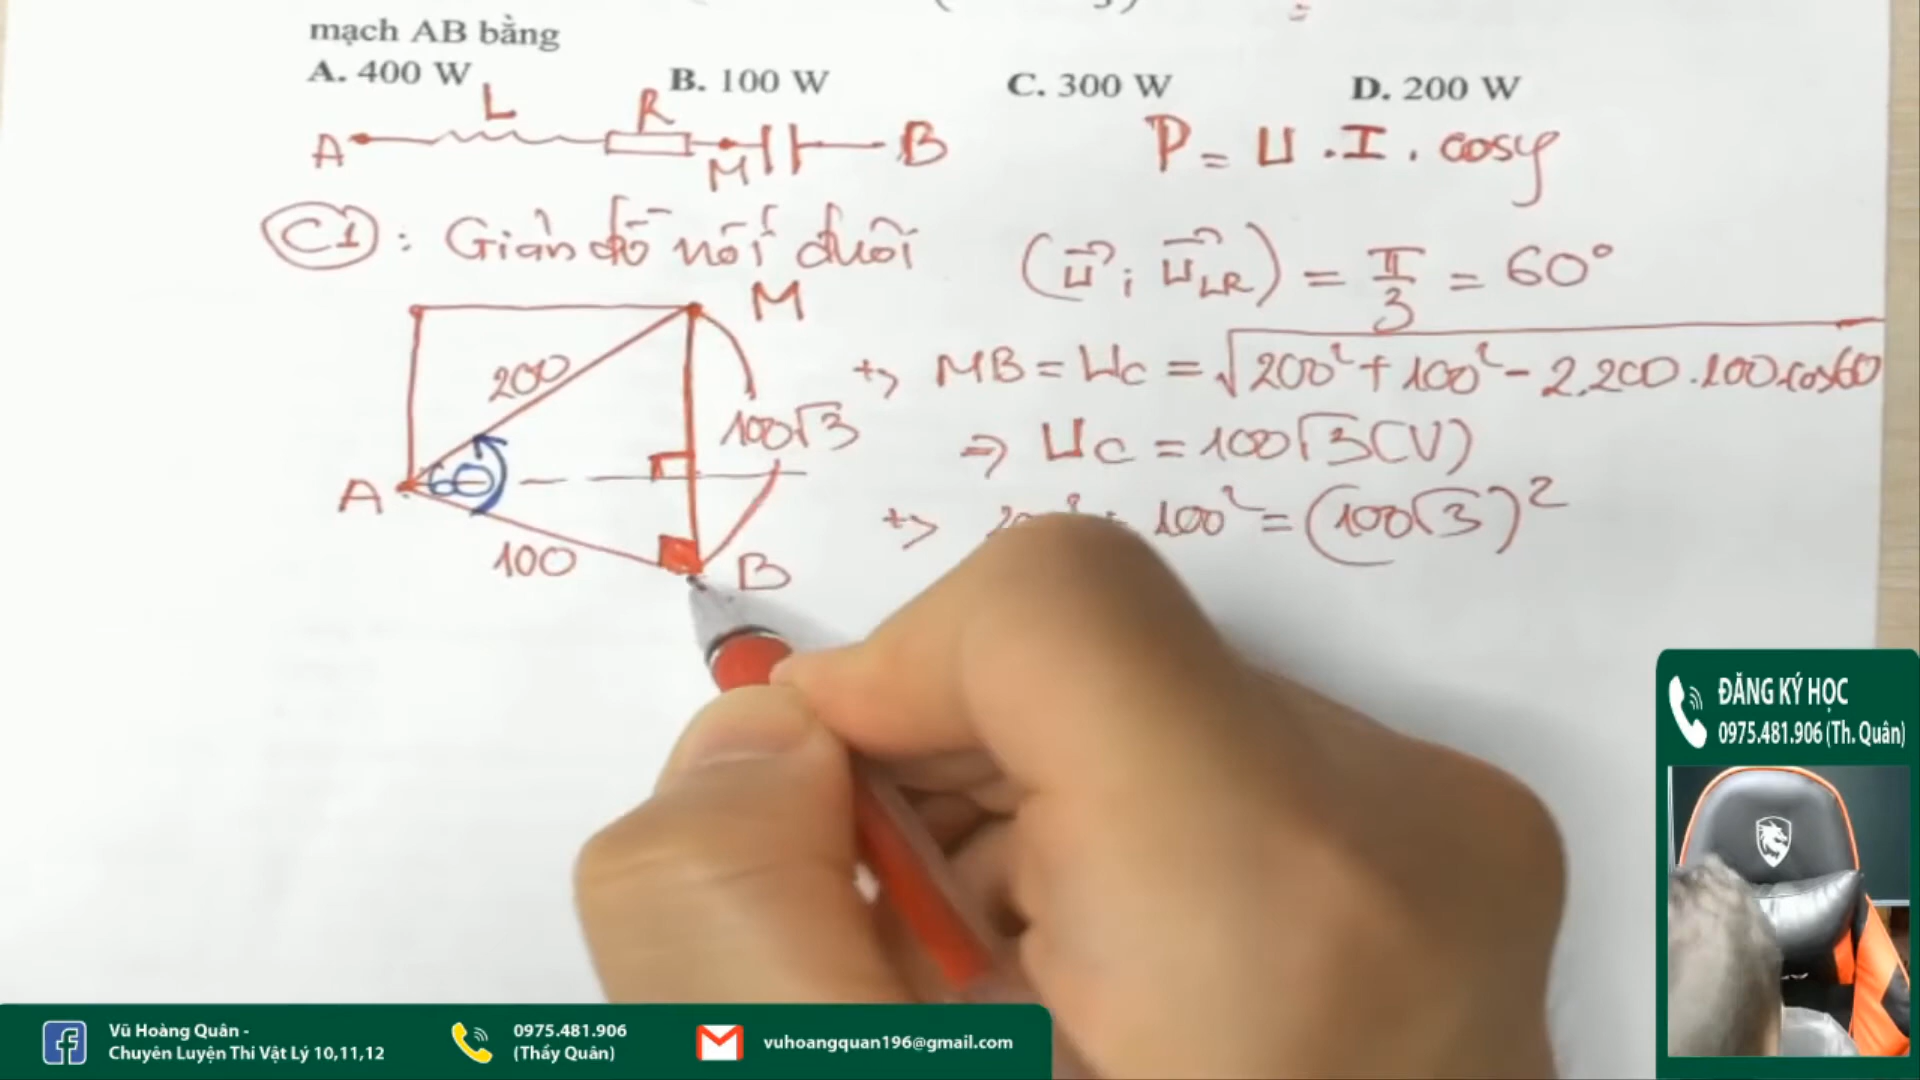 mạch AB bằng
A. 400 W B. 100 W C. 300 W D. 200 W
L R
A M B
P = U . I . cosφ
C1 : Giản đồ nối đuôi
(U⃗ ; U⃗LR) = π/3 = 60°
M
200
100√3
A 60
100
B
+> MB = UC = √200² + 100² - 2.200.100.cos60
=> UC = 100√3 (V)
+> 100² = (100√3)²
ĐĂNG KÝ HỌC
0975.481.906 (Th. Quân)
Vũ Hoàng Quân -
Chuyên Luyện Thi Vật Lý 10,11,12
0975.481.906
(Thầy Quân)
vuhoangquan196@gmail.com